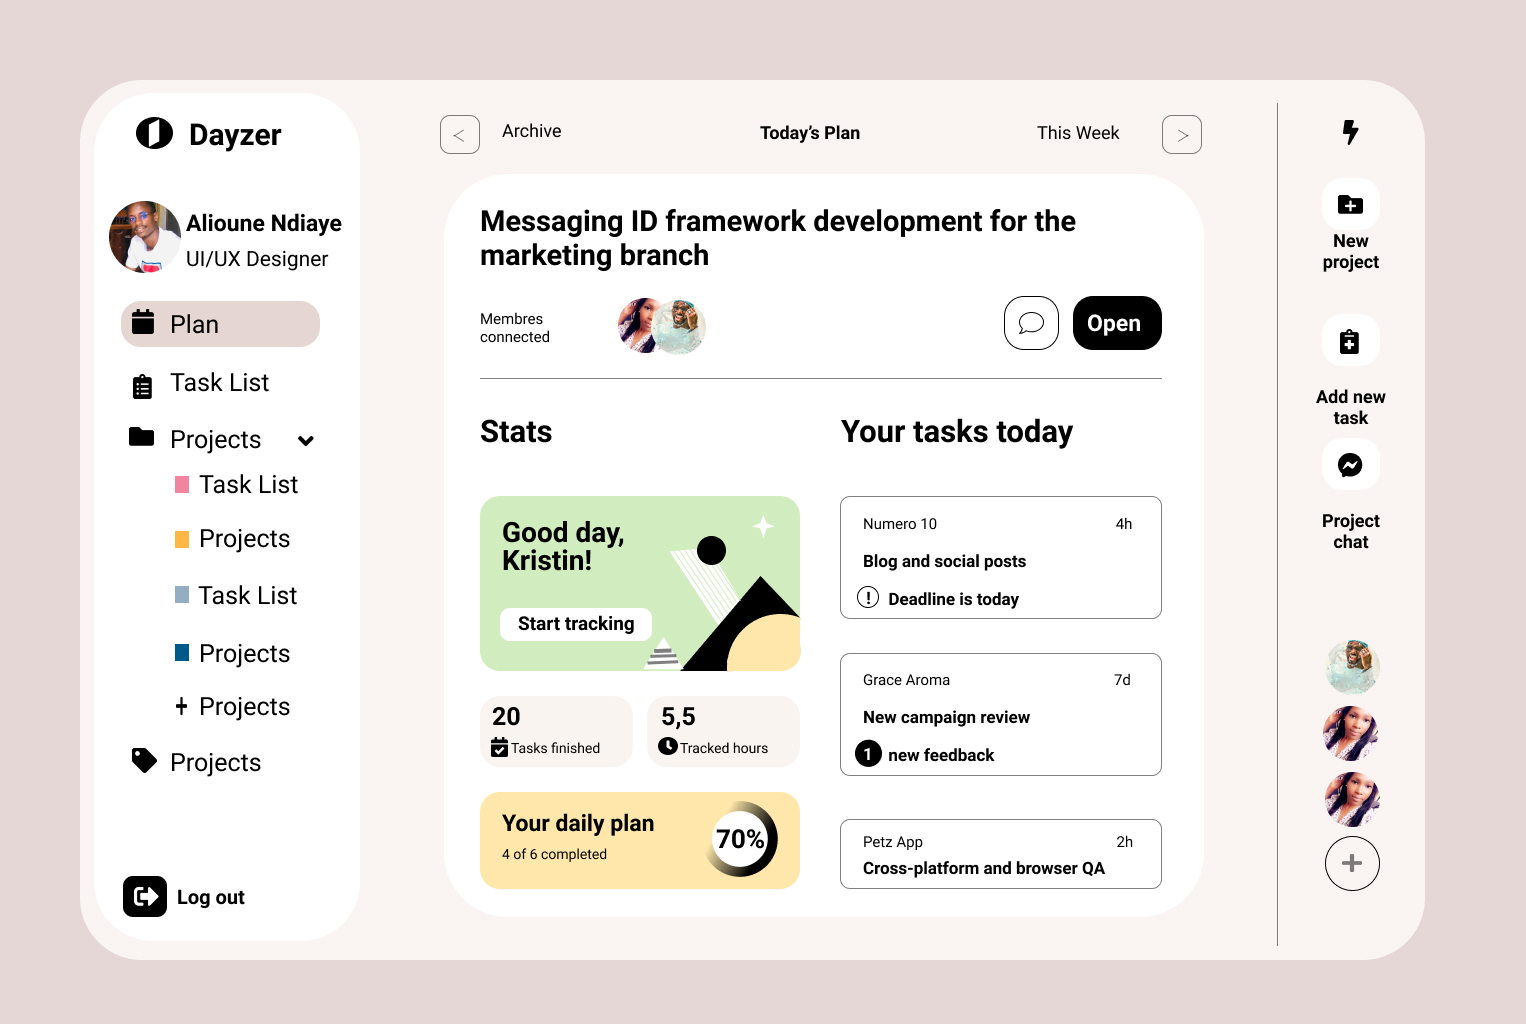 Dayzer
Alioune Ndiaye
UI/UX Designer
Plan
Task List
Projects
Task List
Projects
Task List
Projects
Projects
Projects
Log out
<
Archive
Today's Plan
This Week
>
Messaging ID framework development for the
marketing branch
Membres
connected
Open
Stats
Good day,
Kristin!
Start tracking
20
Tasks finished
5,5
Tracked hours
Your daily plan
4 of 6 completed
70%
Your tasks today
Numero 10
4h
Blog and social posts
! Deadline is today
Grace Aroma
7d
New campaign review
1 new feedback
Petz App
2h
Cross-platform and browser QA
New
project
Add new
task
Project
chat